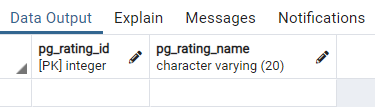 Data Output Explain Messages Notifications
pg_rating_id pg_rating_name
[PK] integer character varying (20)